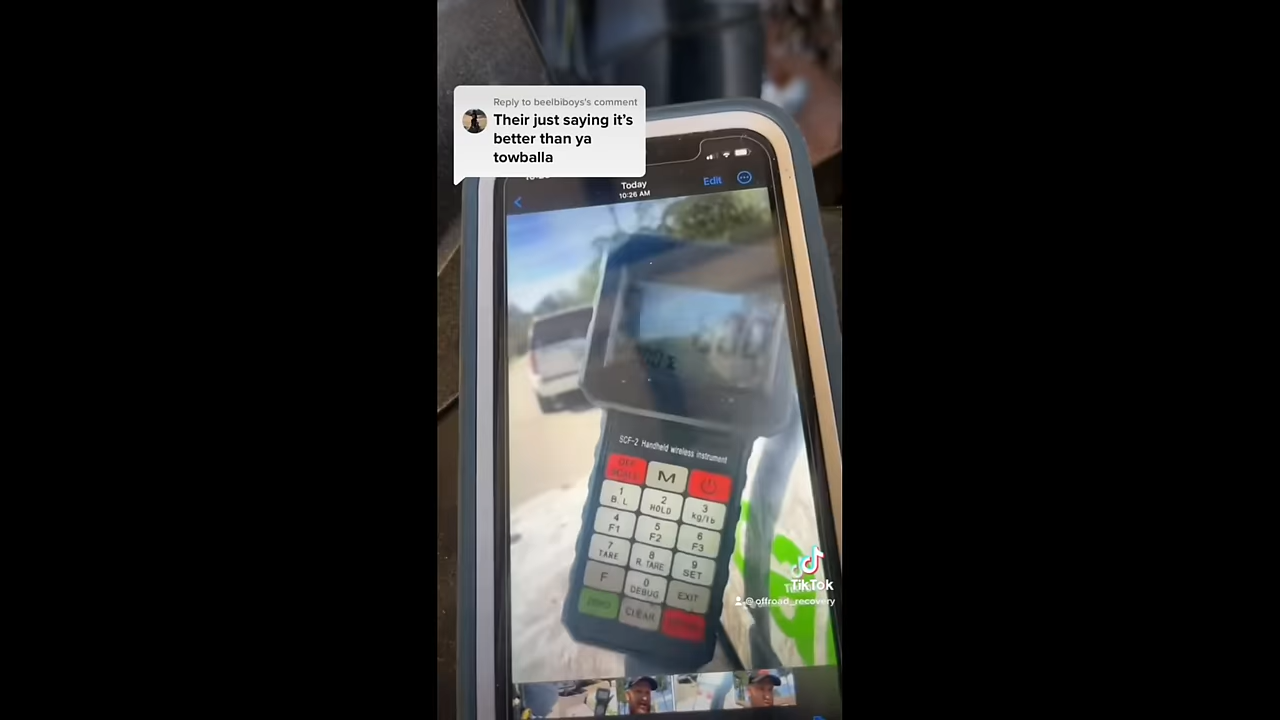 Reply to beelbiboys's comment
Their just saying it's
better than ya
towballa
Today
10:26 AM
Edit
SCF-2 Handheld wireless instrument
OFF
M
1
B.L
2
HOLD
3
kg/lb
4
F1
5
F2
6
F3
7
TARE
8
R.TARE
9
SET
F
0
DEBUG
EXIT
ZERO
CLEAR
TikTok
@offroad_recovery